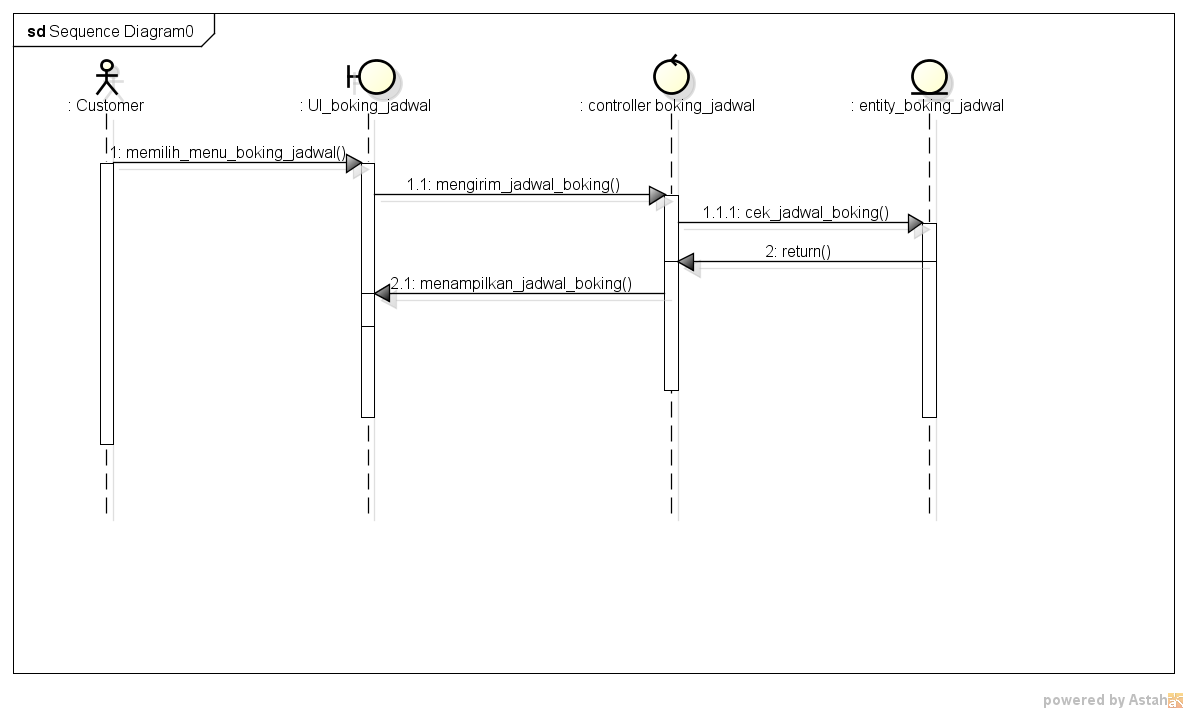 sd Sequence Diagram0
: Customer
: UI_boking_jadwal
: controller boking_jadwal
: entity_boking_jadwal
1: memilih_menu_boking_jadwal()
1.1: mengirim_jadwal_boking()
1.1.1: cek_jadwal_boking()
2: return()
2.1: menampilkan_jadwal_boking()
powered by Astah